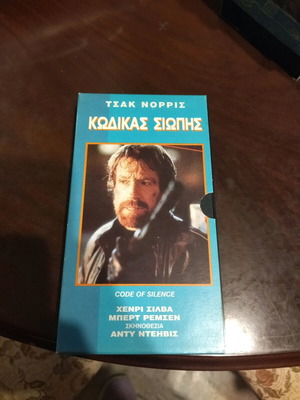 ΤΣΑΚ ΝΟΡΡΙΣ
ΚΩΔΙΚΑΣ ΣΙΩΠΗΣ
CODE OF SILENCE
ΧΕΝΡΙ ΣΙΛΒΑ
ΜΠΕΡΤ ΡΕΜΣΕΝ
ΣΚΗΝΟΘΕΣΙΑ
ΑΝΤΥ ΝΤΕΗΒΙΣ